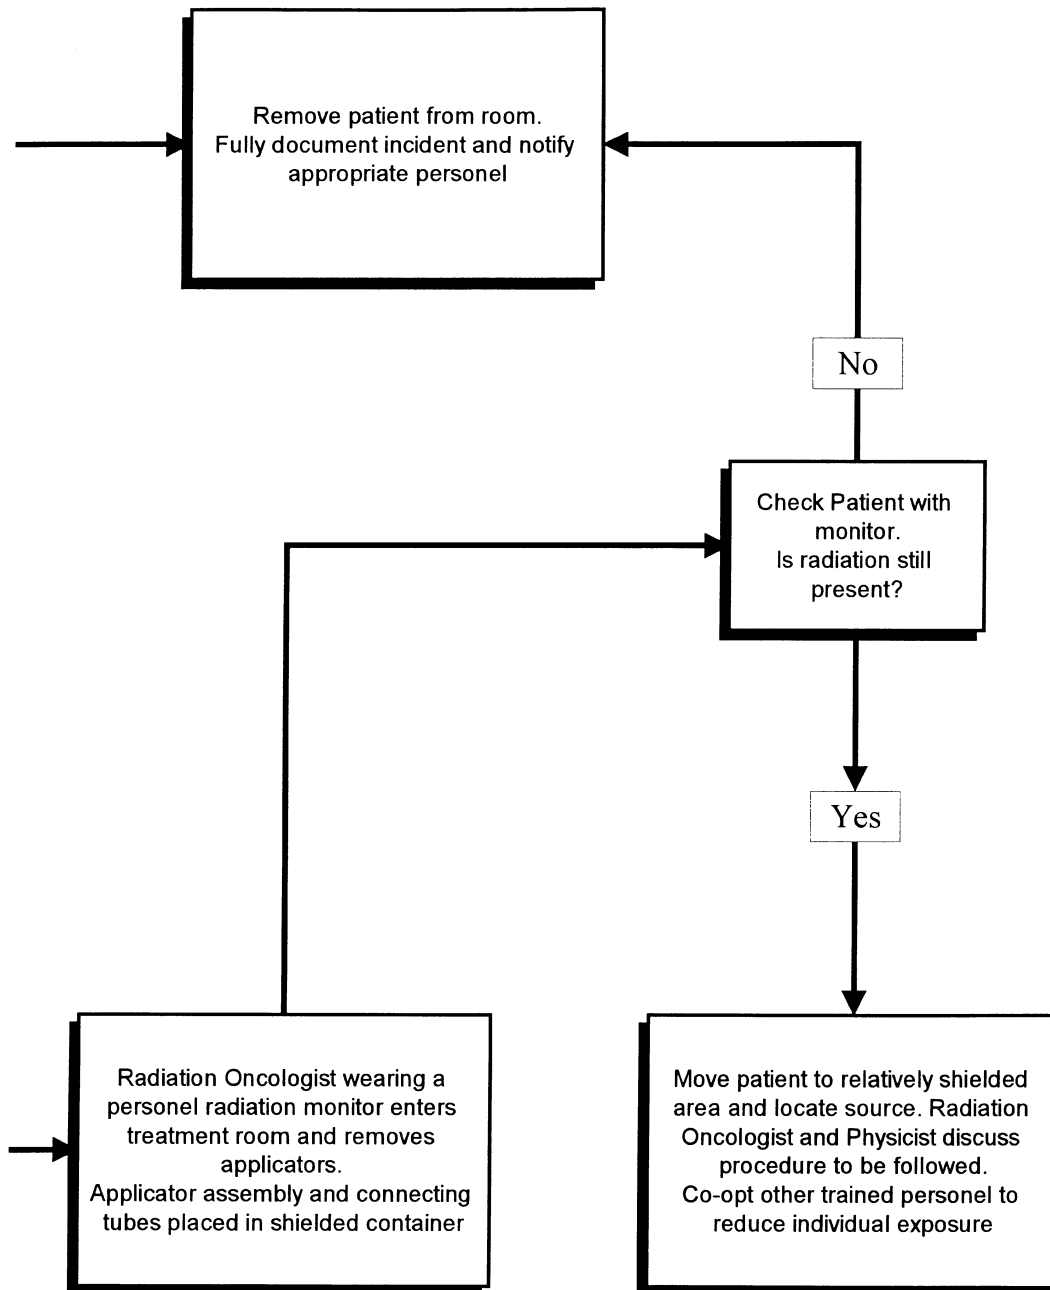 Remove patient from room.
Fully document incident and notify
appropriate personel
No
Check Patient with
monitor.
Is radiation still
present?
Yes
Radiation Oncologist wearing a
personel radiation monitor enters
treatment room and removes
applicators.
Applicator assembly and connecting
tubes placed in shielded container
Move patient to relatively shielded
area and locate source. Radiation
Oncologist and Physicist discuss
procedure to be followed.
Co-opt other trained personel to
reduce individual exposure